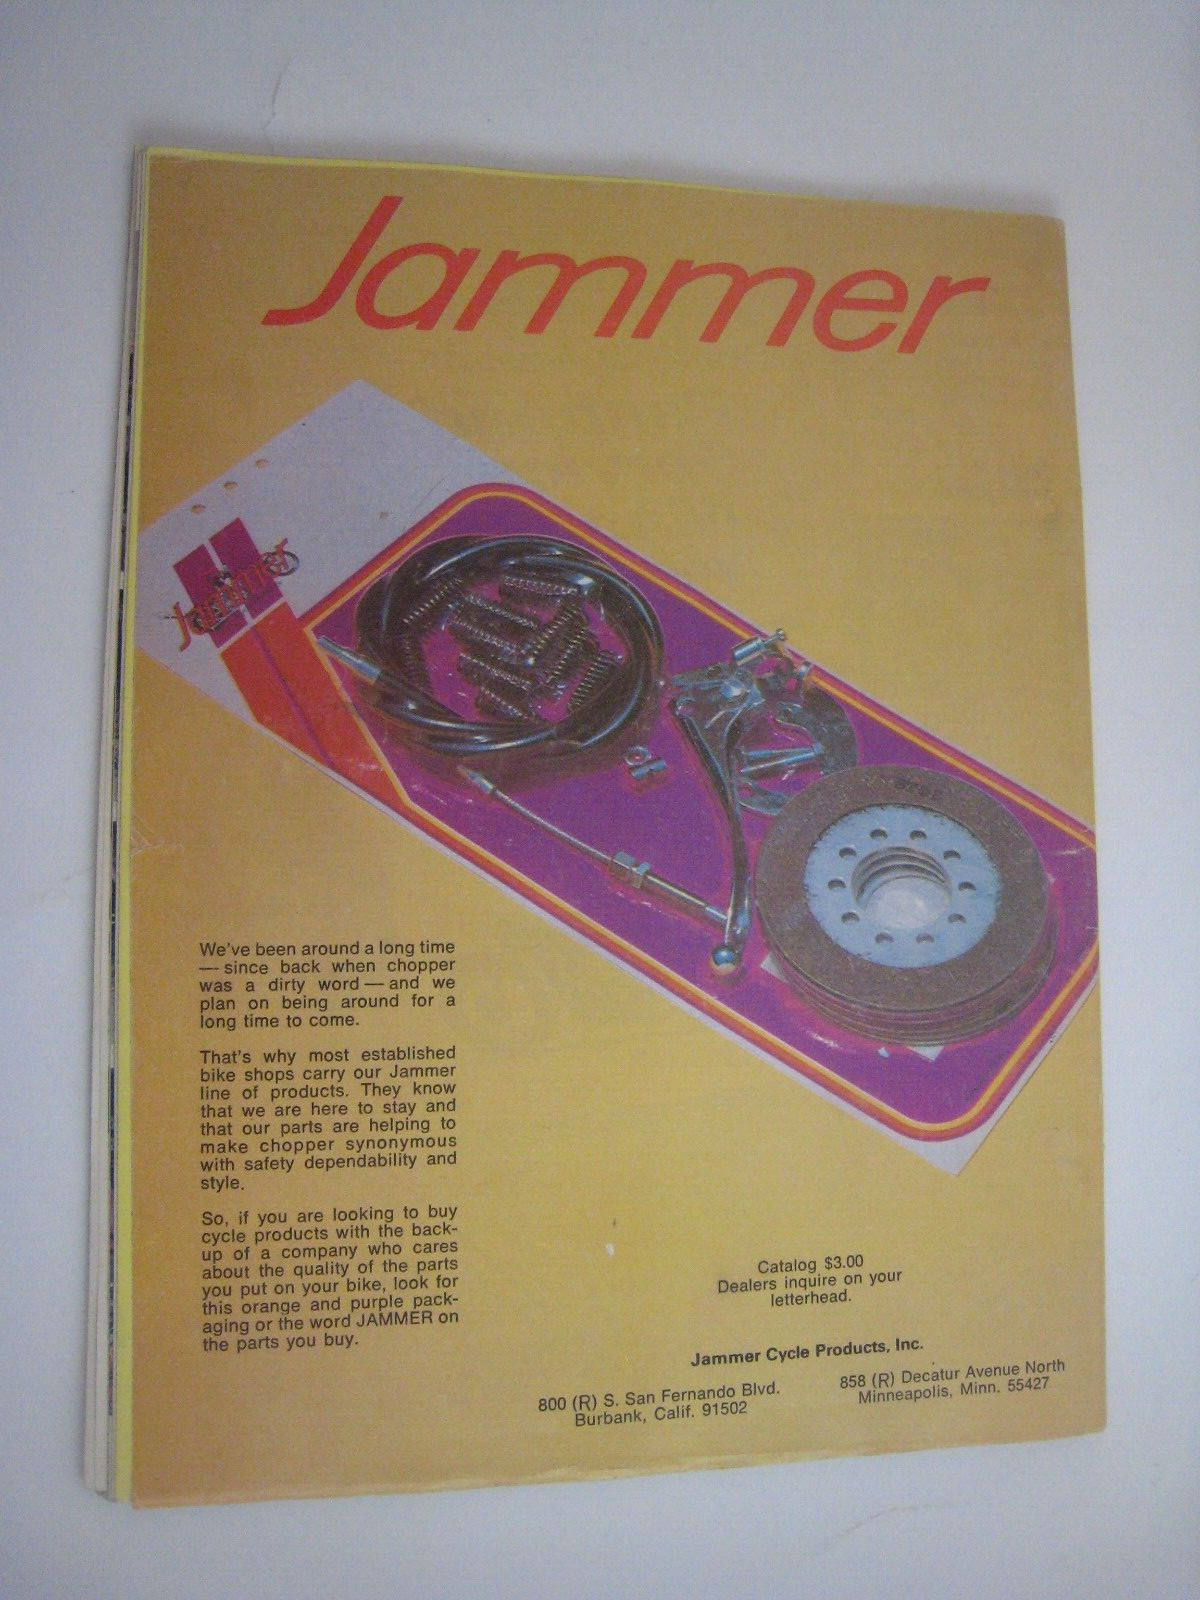 Jammer
Jammer
We've been around a long time
— since back when chopper
was a dirty word — and we
plan on being around for a
long time to come.
That's why most established
bike shops carry our Jammer
line of products. They know
that we are here to stay and
that our parts are helping to
make chopper synonymous
with safety dependability and
style.
So, if you are looking to buy
cycle products with the back-
up of a company who cares
about the quality of the parts
you put on your bike, look for
this orange and purple pack-
aging or the word JAMMER on
the parts you buy.
Catalog $3.00
Dealers inquire on your
letterhead.
Jammer Cycle Products, Inc.
800 (R) S. San Fernando Blvd.
Burbank, Calif. 91502
858 (R) Decatur Avenue North
Minneapolis, Minn. 55427